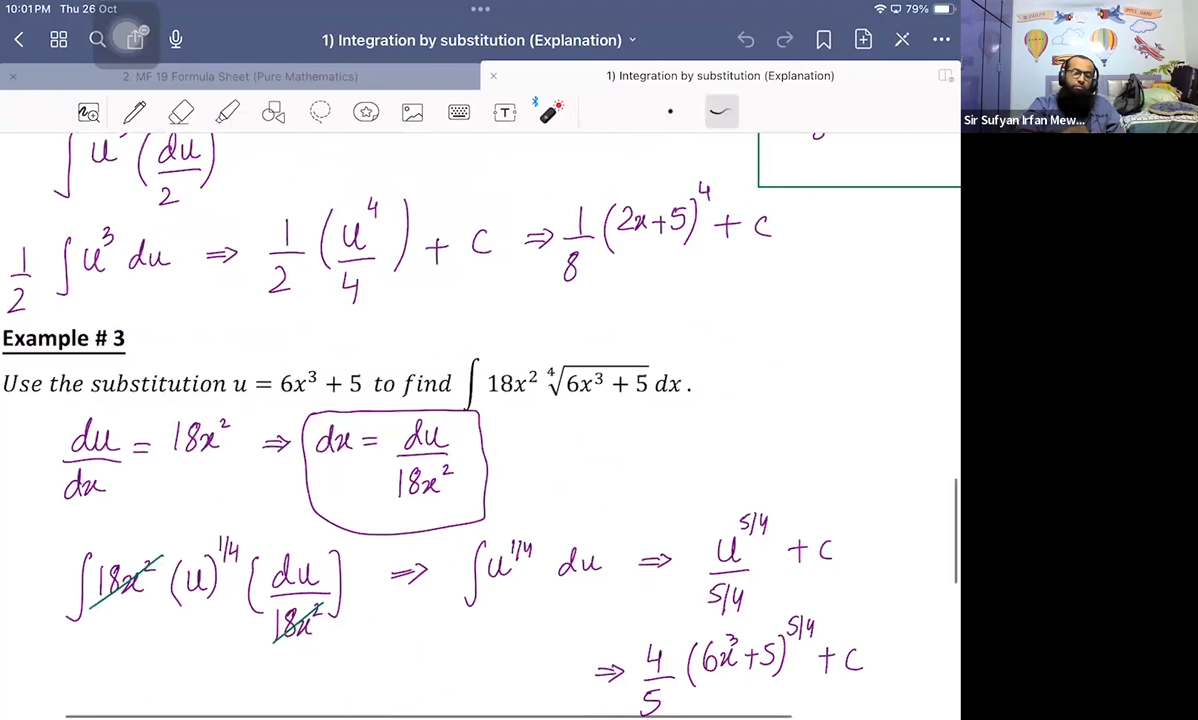 10:01 PM Thu 26 Oct
79%
1) Integration by substitution (Explanation)
2. MF 19 Formula Sheet (Pure Mathematics)
1) Integration by substitution (Explanation)
Sir Sufyan Irfan Mew...
∫ u (du/2)
1/2 ∫ u^3 du ⇒ 1/2 (u^4/4) + c ⇒ 1/8 (2x+5)^4 + c
Example # 3
Use the substitution u = 6x³ + 5 to find ∫ 18x² ∜(6x³ + 5) dx .
du/dx = 18x² ⇒ dx = du/18x²
∫ 18x² (u)^1/4 (du/18x²) ⇒ ∫ u^1/4 du ⇒ u^5/4 / 5/4 + c
⇒ 4/5 (6x³+5)^5/4 + c